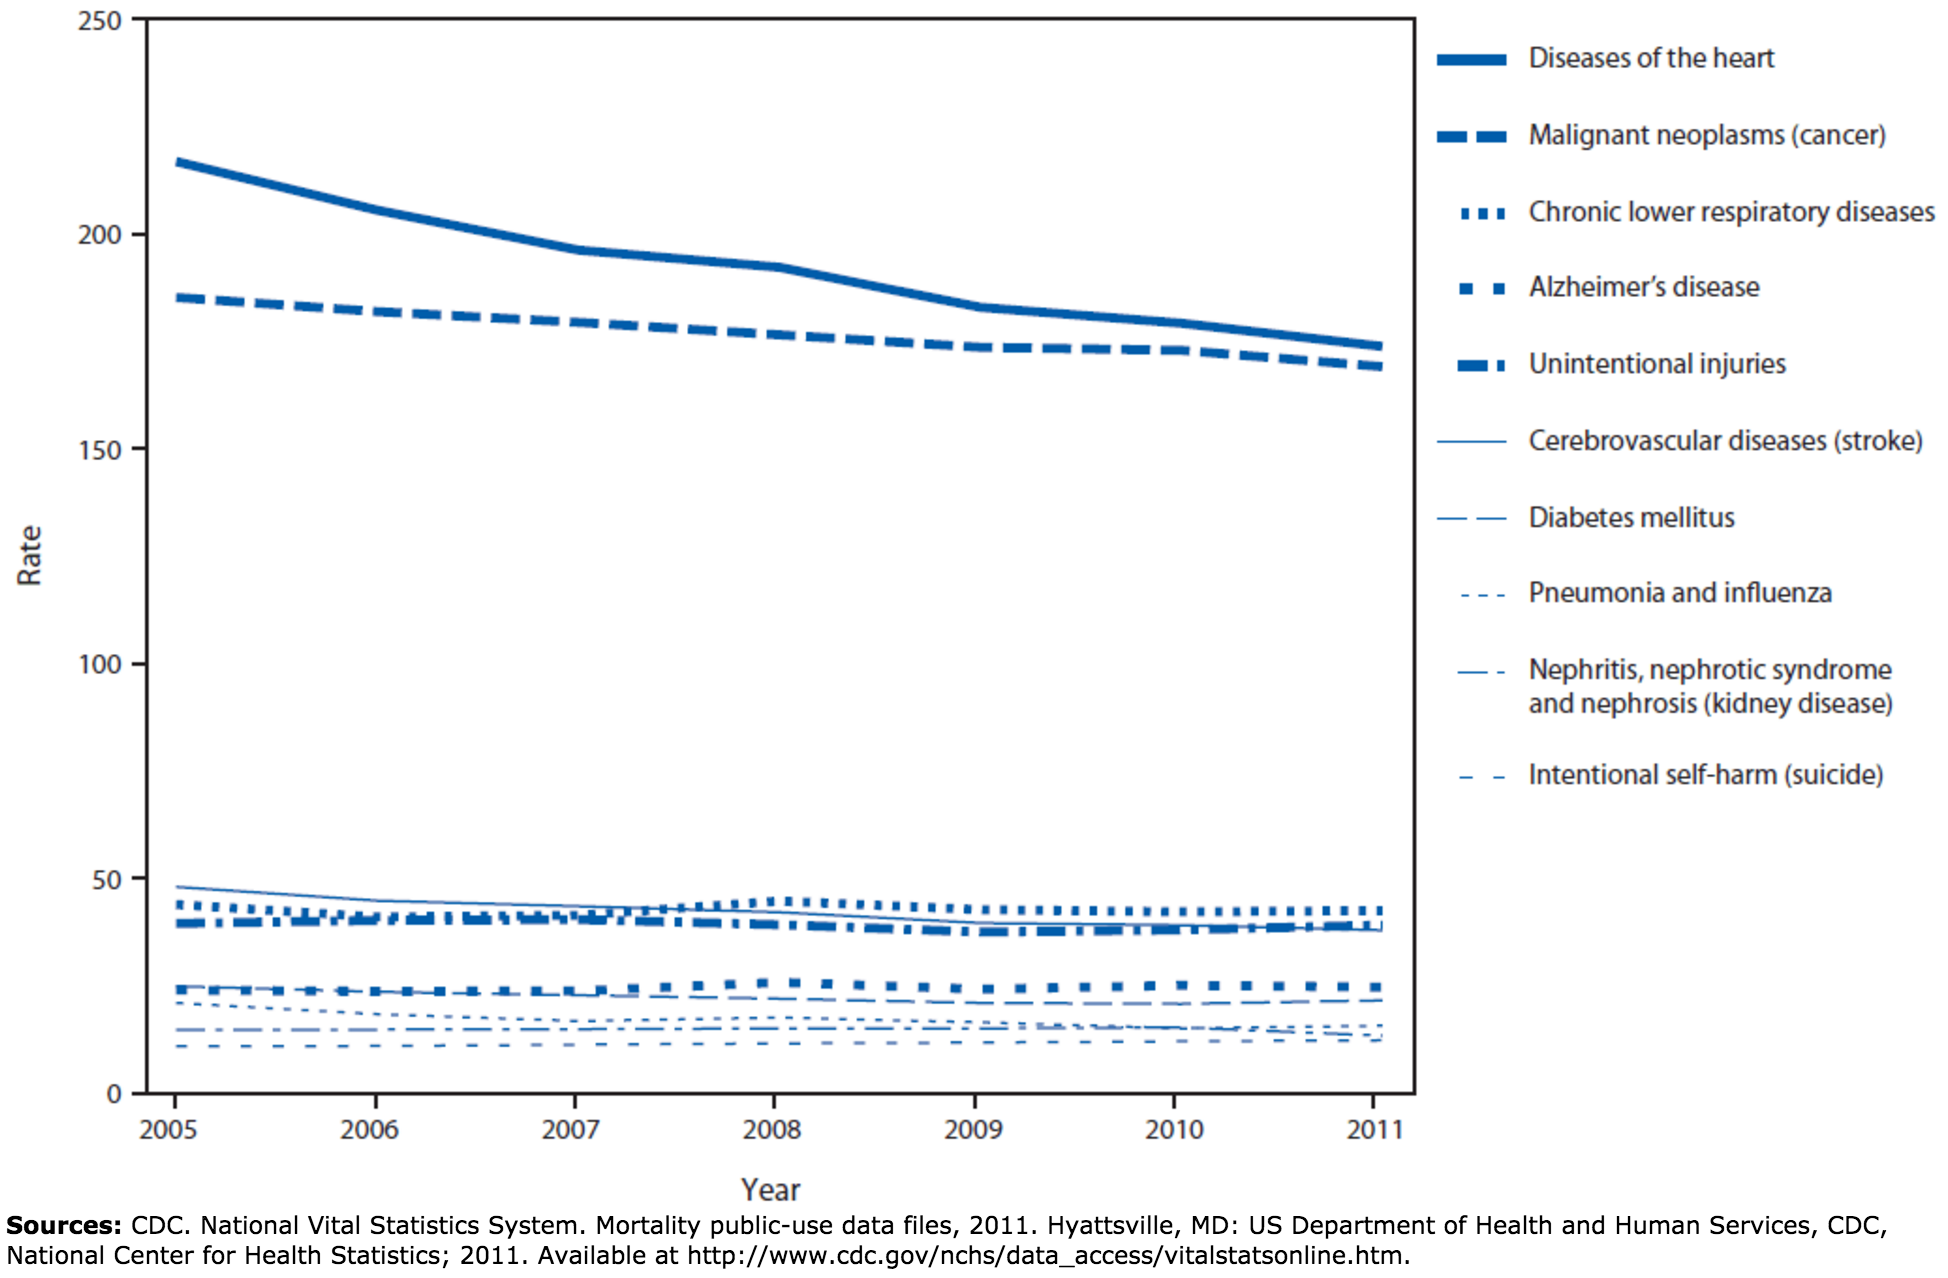 250
200
150
100
50
0
Rate
2005 2006 2007 2008 2009 2010 2011
Year
Diseases of the heart
Malignant neoplasms (cancer)
Chronic lower respiratory diseases
Alzheimer’s disease
Unintentional injuries
Cerebrovascular diseases (stroke)
Diabetes mellitus
Pneumonia and influenza
Nephritis, nephrotic syndrome
and nephrosis (kidney disease)
Intentional self-harm (suicide)
Sources: CDC. National Vital Statistics System. Mortality public-use data files, 2011. Hyattsville, MD: US Department of Health and Human Services, CDC,
National Center for Health Statistics; 2011. Available at http://www.cdc.gov/nchs/data_access/vitalstatsonline.htm.